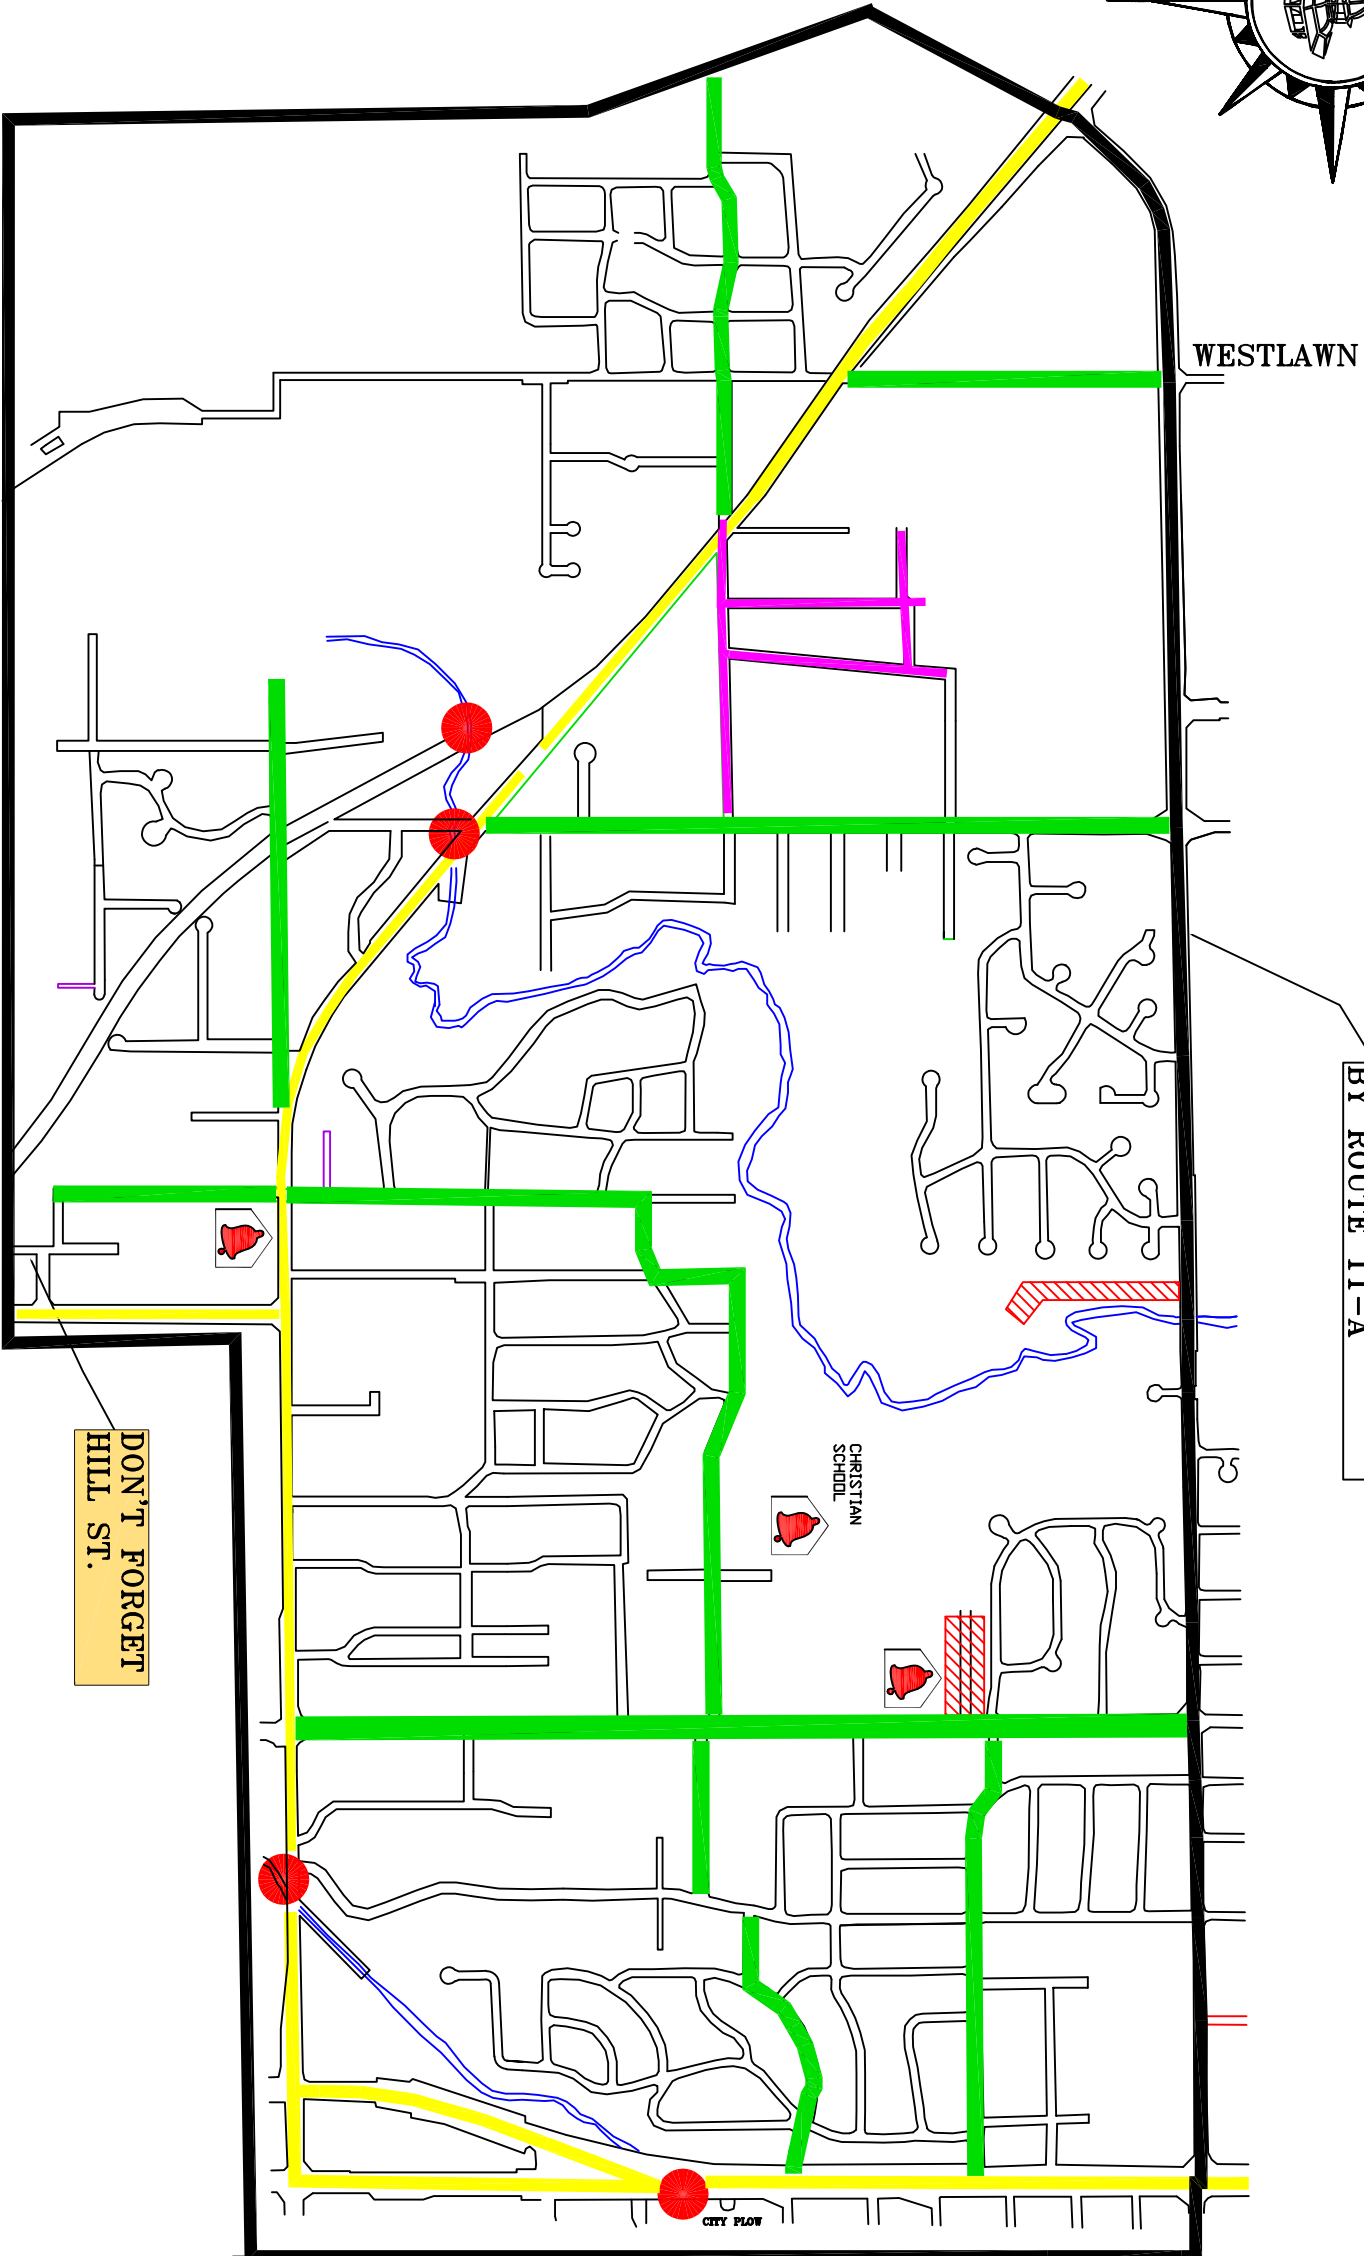 WESTLAWN
BY ROUTE 11-A
CHRISTIAN
SCHOOL
DON'T FORGET
HILL ST.
CITY PLOW